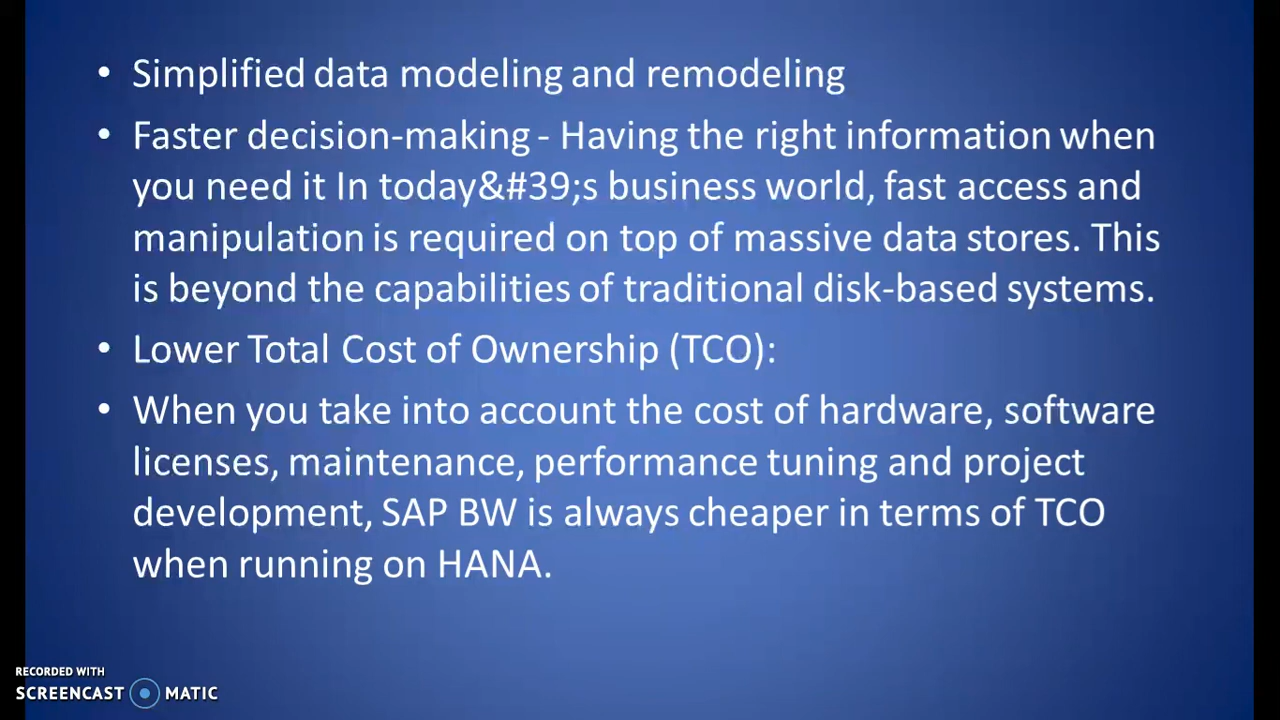 • Simplified data modeling and remodeling
• Faster decision-making - Having the right information when
you need it In today&#39;s business world, fast access and
manipulation is required on top of massive data stores. This
is beyond the capabilities of traditional disk-based systems.
• Lower Total Cost of Ownership (TCO):
• When you take into account the cost of hardware, software
licenses, maintenance, performance tuning and project
development, SAP BW is always cheaper in terms of TCO
when running on HANA.
RECORDED WITH
SCREENCAST MATIC